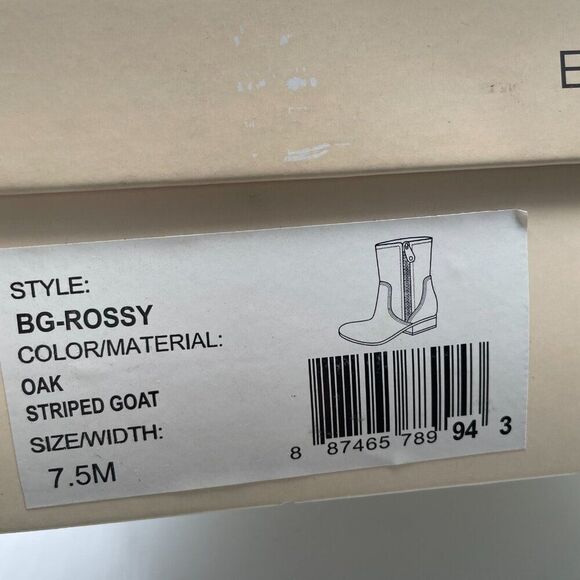 E
STYLE:
BG-ROSSY
COLOR/MATERIAL:
OAK
STRIPED GOAT
SIZE/WIDTH:
7.5M
8 87465 789 94 3